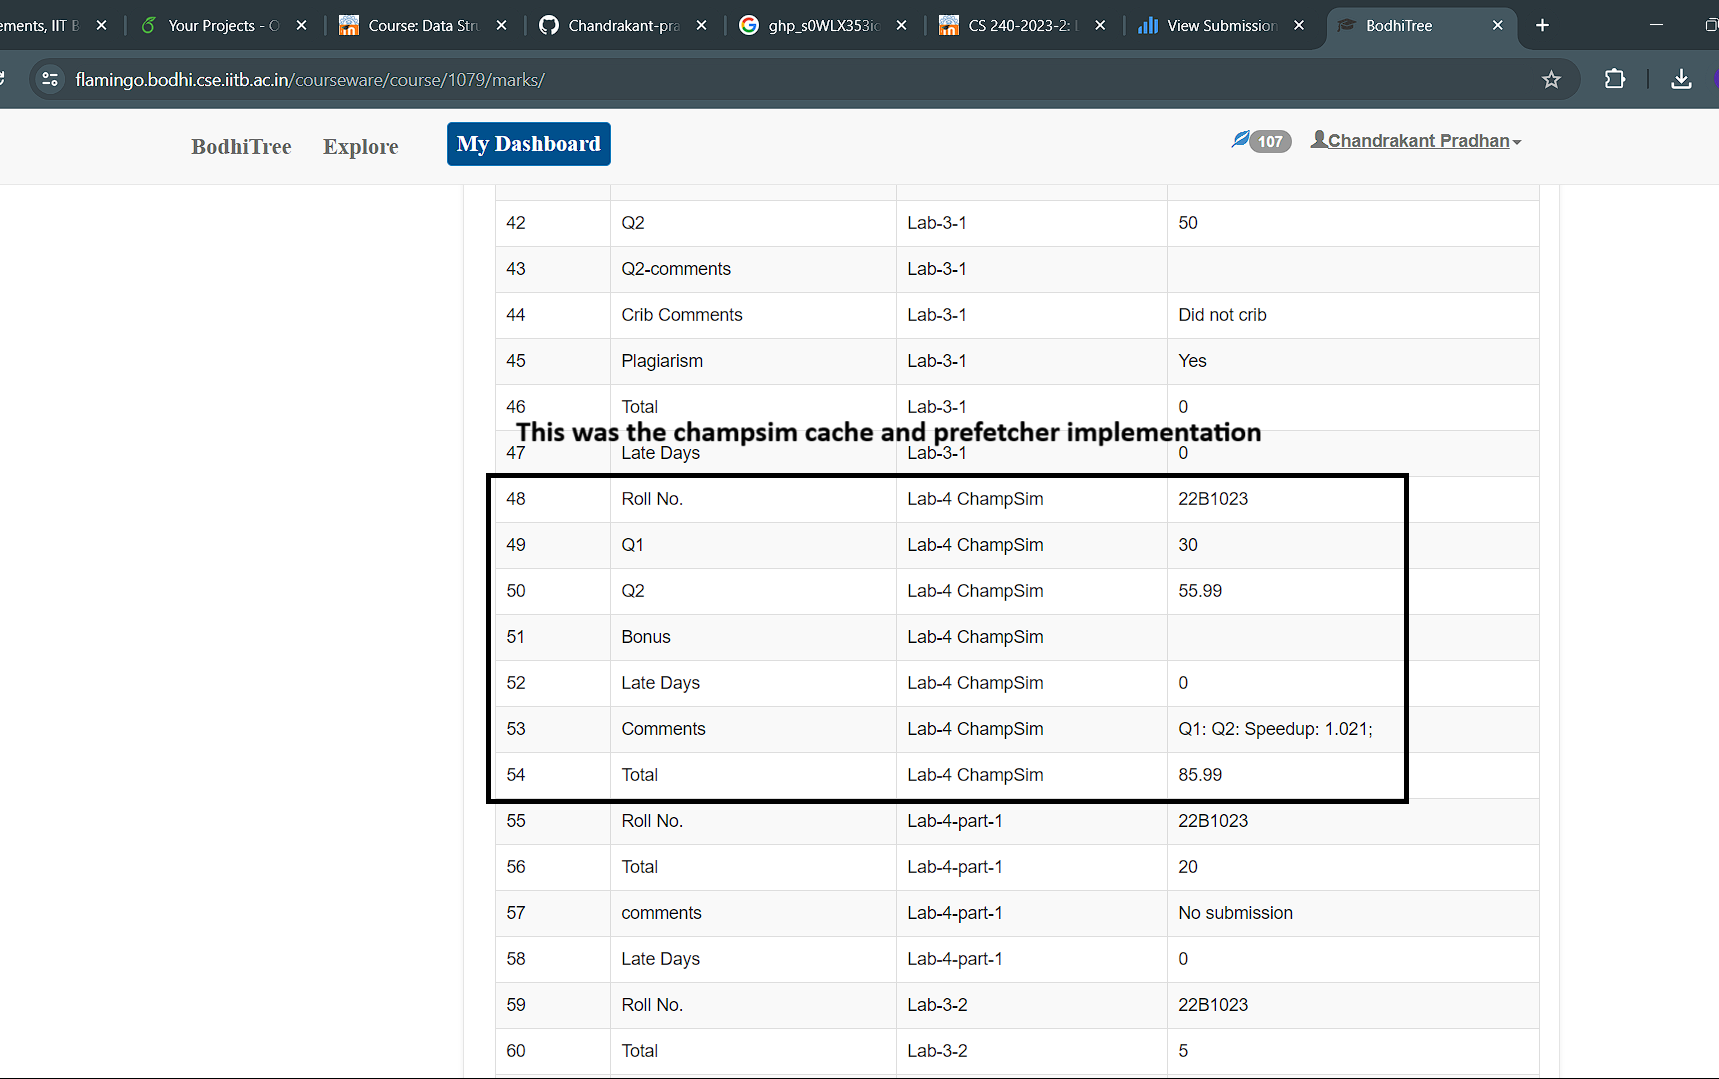 ements, IIT B
Your Projects - O
Course: Data Stru
Chandrakant-pra
ghp_s0WLX353io
CS 240-2023-2: L
View Submission
BodhiTree
flamingo.bodhi.cse.iitb.ac.in/courseware/course/1079/marks/
BodhiTree Explore My Dashboard 107 Chandrakant Pradhan
42 Q2 Lab-3-1 50
43 Q2-comments Lab-3-1
44 Crib Comments Lab-3-1 Did not crib
45 Plagiarism Lab-3-1 Yes
46 Total Lab-3-1 0
This was the champsim cache and prefetcher implementation
47 Late Days Lab-3-1 0
48 Roll No. Lab-4 ChampSim 22B1023
49 Q1 Lab-4 ChampSim 30
50 Q2 Lab-4 ChampSim 55.99
51 Bonus Lab-4 ChampSim
52 Late Days Lab-4 ChampSim 0
53 Comments Lab-4 ChampSim Q1: Q2: Speedup: 1.021;
54 Total Lab-4 ChampSim 85.99
55 Roll No. Lab-4-part-1 22B1023
56 Total Lab-4-part-1 20
57 comments Lab-4-part-1 No submission
58 Late Days Lab-4-part-1 0
59 Roll No. Lab-3-2 22B1023
60 Total Lab-3-2 5